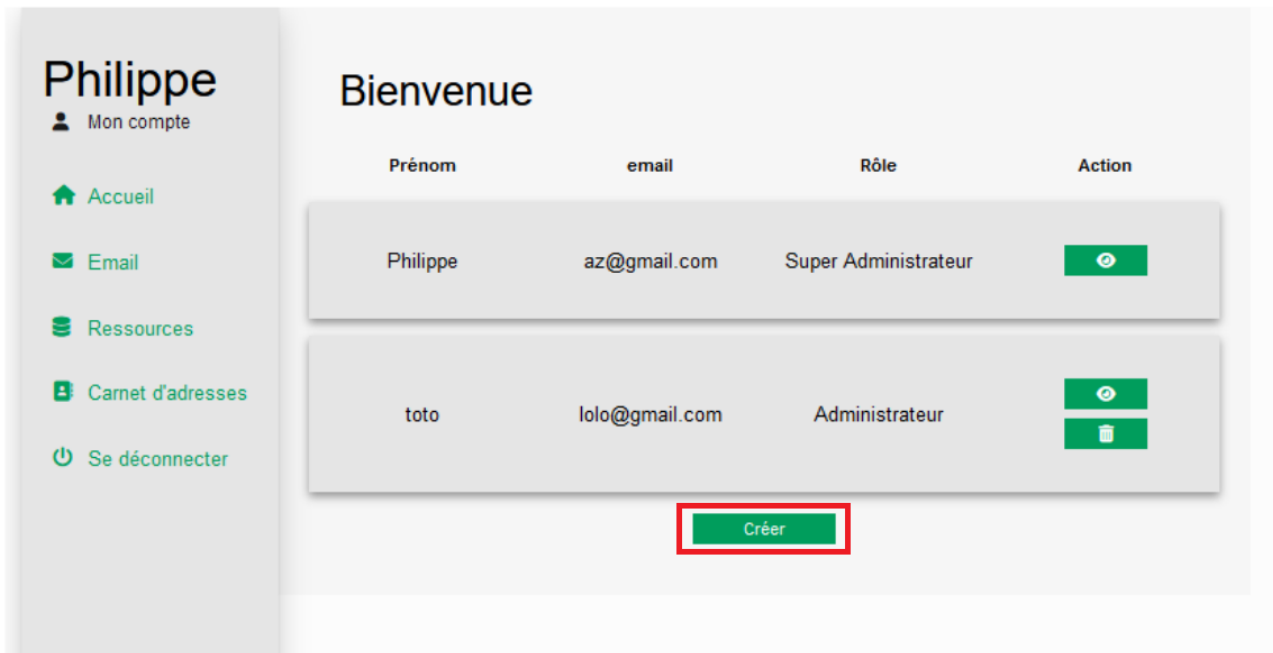 Philippe
Mon compte
Accueil
Email
Ressources
Carnet d'adresses
Se déconnecter
Bienvenue
Prénom email Rôle Action
Philippe az@gmail.com Super Administrateur
toto lolo@gmail.com Administrateur
Créer